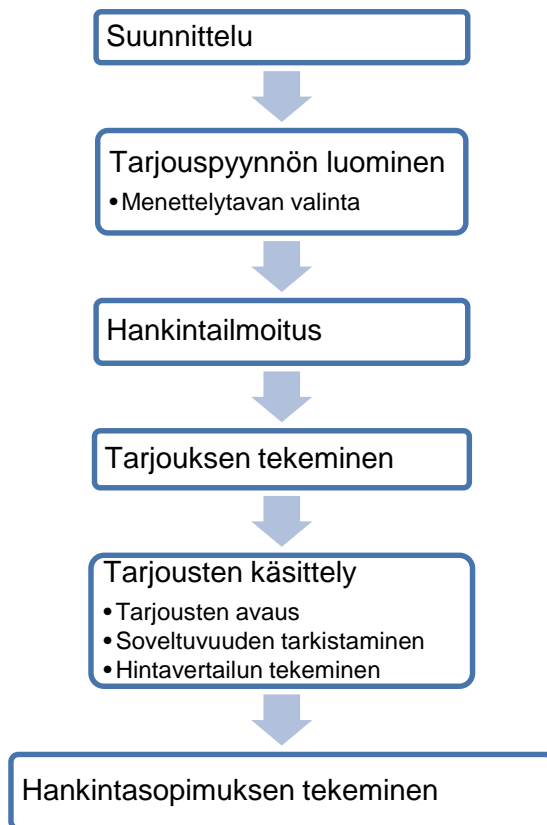 Suunnittelu
Tarjouspyynnön luominen
•Menettelytavan valinta
Hankintailmoitus
Tarjouksen tekeminen
Tarjousten käsittely
•Tarjousten avaus
•Soveltuvuuden tarkistaminen
•Hintavertailun tekeminen
Hankintasopimuksen tekeminen